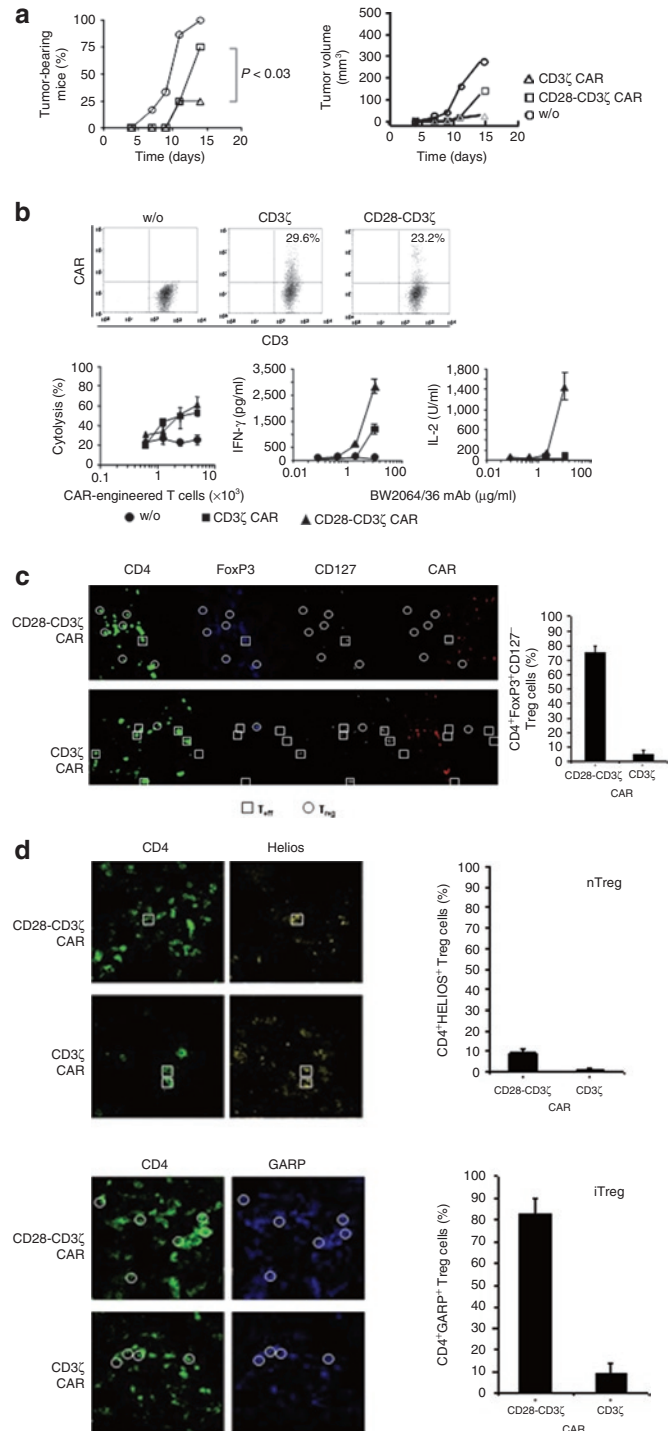 a
Tumor-bearing
mice (%)
100
75
50
25
0
0 5 10 15 20
Time (days)
P < 0.03
Tumor volume
(mm³)
500
400
300
200
100
0
0 5 10 15 20
Time (days)
CD3ζ CAR
CD28-CD3ζ CAR
w/o
b
w/o CD3ζ CD28-CD3ζ
29.6% 23.2%
CAR
CD3
Cytolysis (%)
100
80
60
40
20
0
0.1 1 10
CAR-engineered T cells (×10³)
IFN-γ (pg/ml)
3,500
2,500
1,500
500
0
0.01 1 100
IL-2 (U/ml)
1,800
1,400
1,000
600
200
0
0.01 1 100
BW2064/36 mAb (µg/ml)
w/o CD3ζ CAR CD28-CD3ζ CAR
c
CD4 FoxP3 CD127 CAR
CD28-CD3ζ
CAR
CD3ζ
CAR
Teff Treg
CD4⁺FoxP3⁺CD127⁻
Treg cells (%)
100
90
80
70
60
50
40
30
20
10
0
CD28-CD3ζ CD3ζ
CAR
d
CD4 Helios
CD28-CD3ζ
CAR
CD3ζ
CAR
CD4⁺HELIOS⁺ Treg cells (%)
100
90
80
70
60
50
40
30
20
10
0
nTreg
CD28-CD3ζ CD3ζ
CAR
CD4 GARP
CD28-CD3ζ
CAR
CD3ζ
CAR
CD4⁺GARP⁺ Treg cells (%)
100
90
80
70
60
50
40
30
20
10
0
iTreg
CD28-CD3ζ CD3ζ
CAR